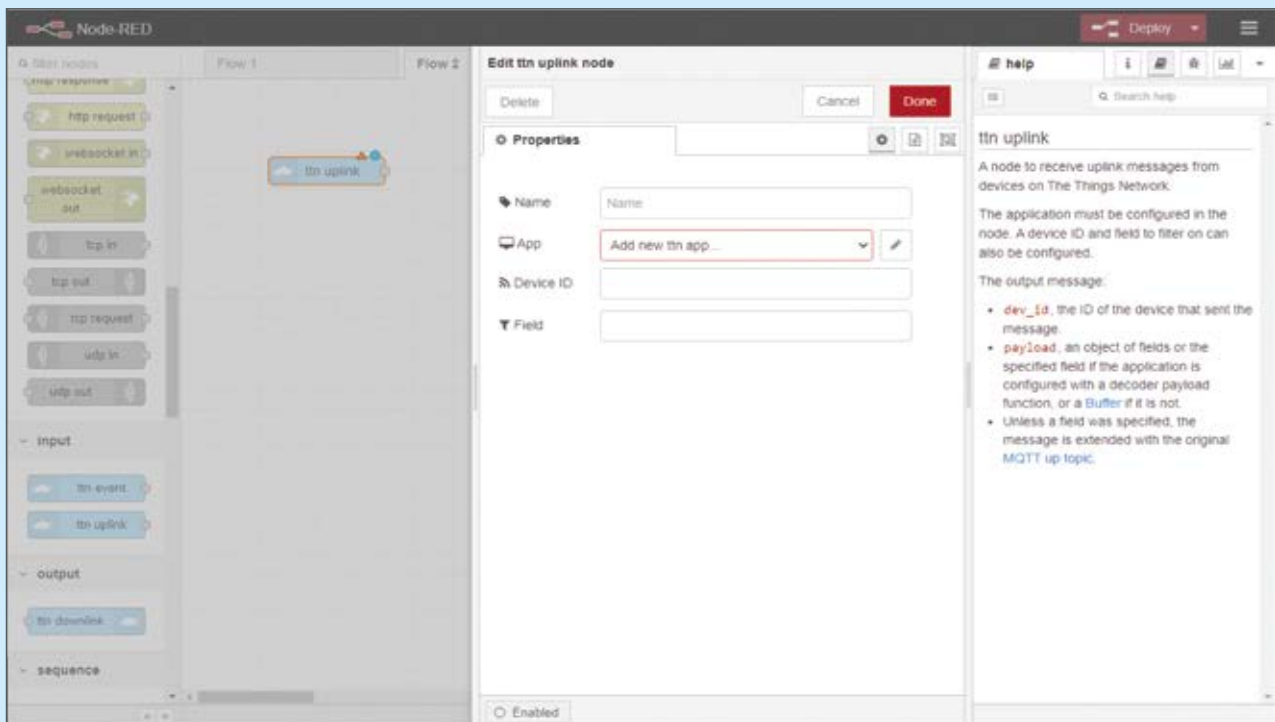 Node-RED
Deploy
filter nodes
Flow 1
Flow 2
http response
http request
websocket in
websocket
out
tcp in
tcp out
tcp request
udp in
udp out
input
ttn event
ttn uplink
output
ttn downlink
sequence
ttn uplink
Edit ttn uplink node
Delete
Cancel
Done
Properties
Name
Name
App
Add new ttn app...
Device ID
Field
Enabled
help
Search help
ttn uplink
A node to receive uplink messages from
devices on The Things Network.
The application must be configured in the
node. A device ID and field to filter on can
also be configured.
The output message:
• dev_id, the ID of the device that sent the
message.
• payload, an object of fields or the
specified field if the application is
configured with a decoder payload
function, or a Buffer if it is not.
• Unless a field was specified, the
message is extended with the original
MQTT up topic.